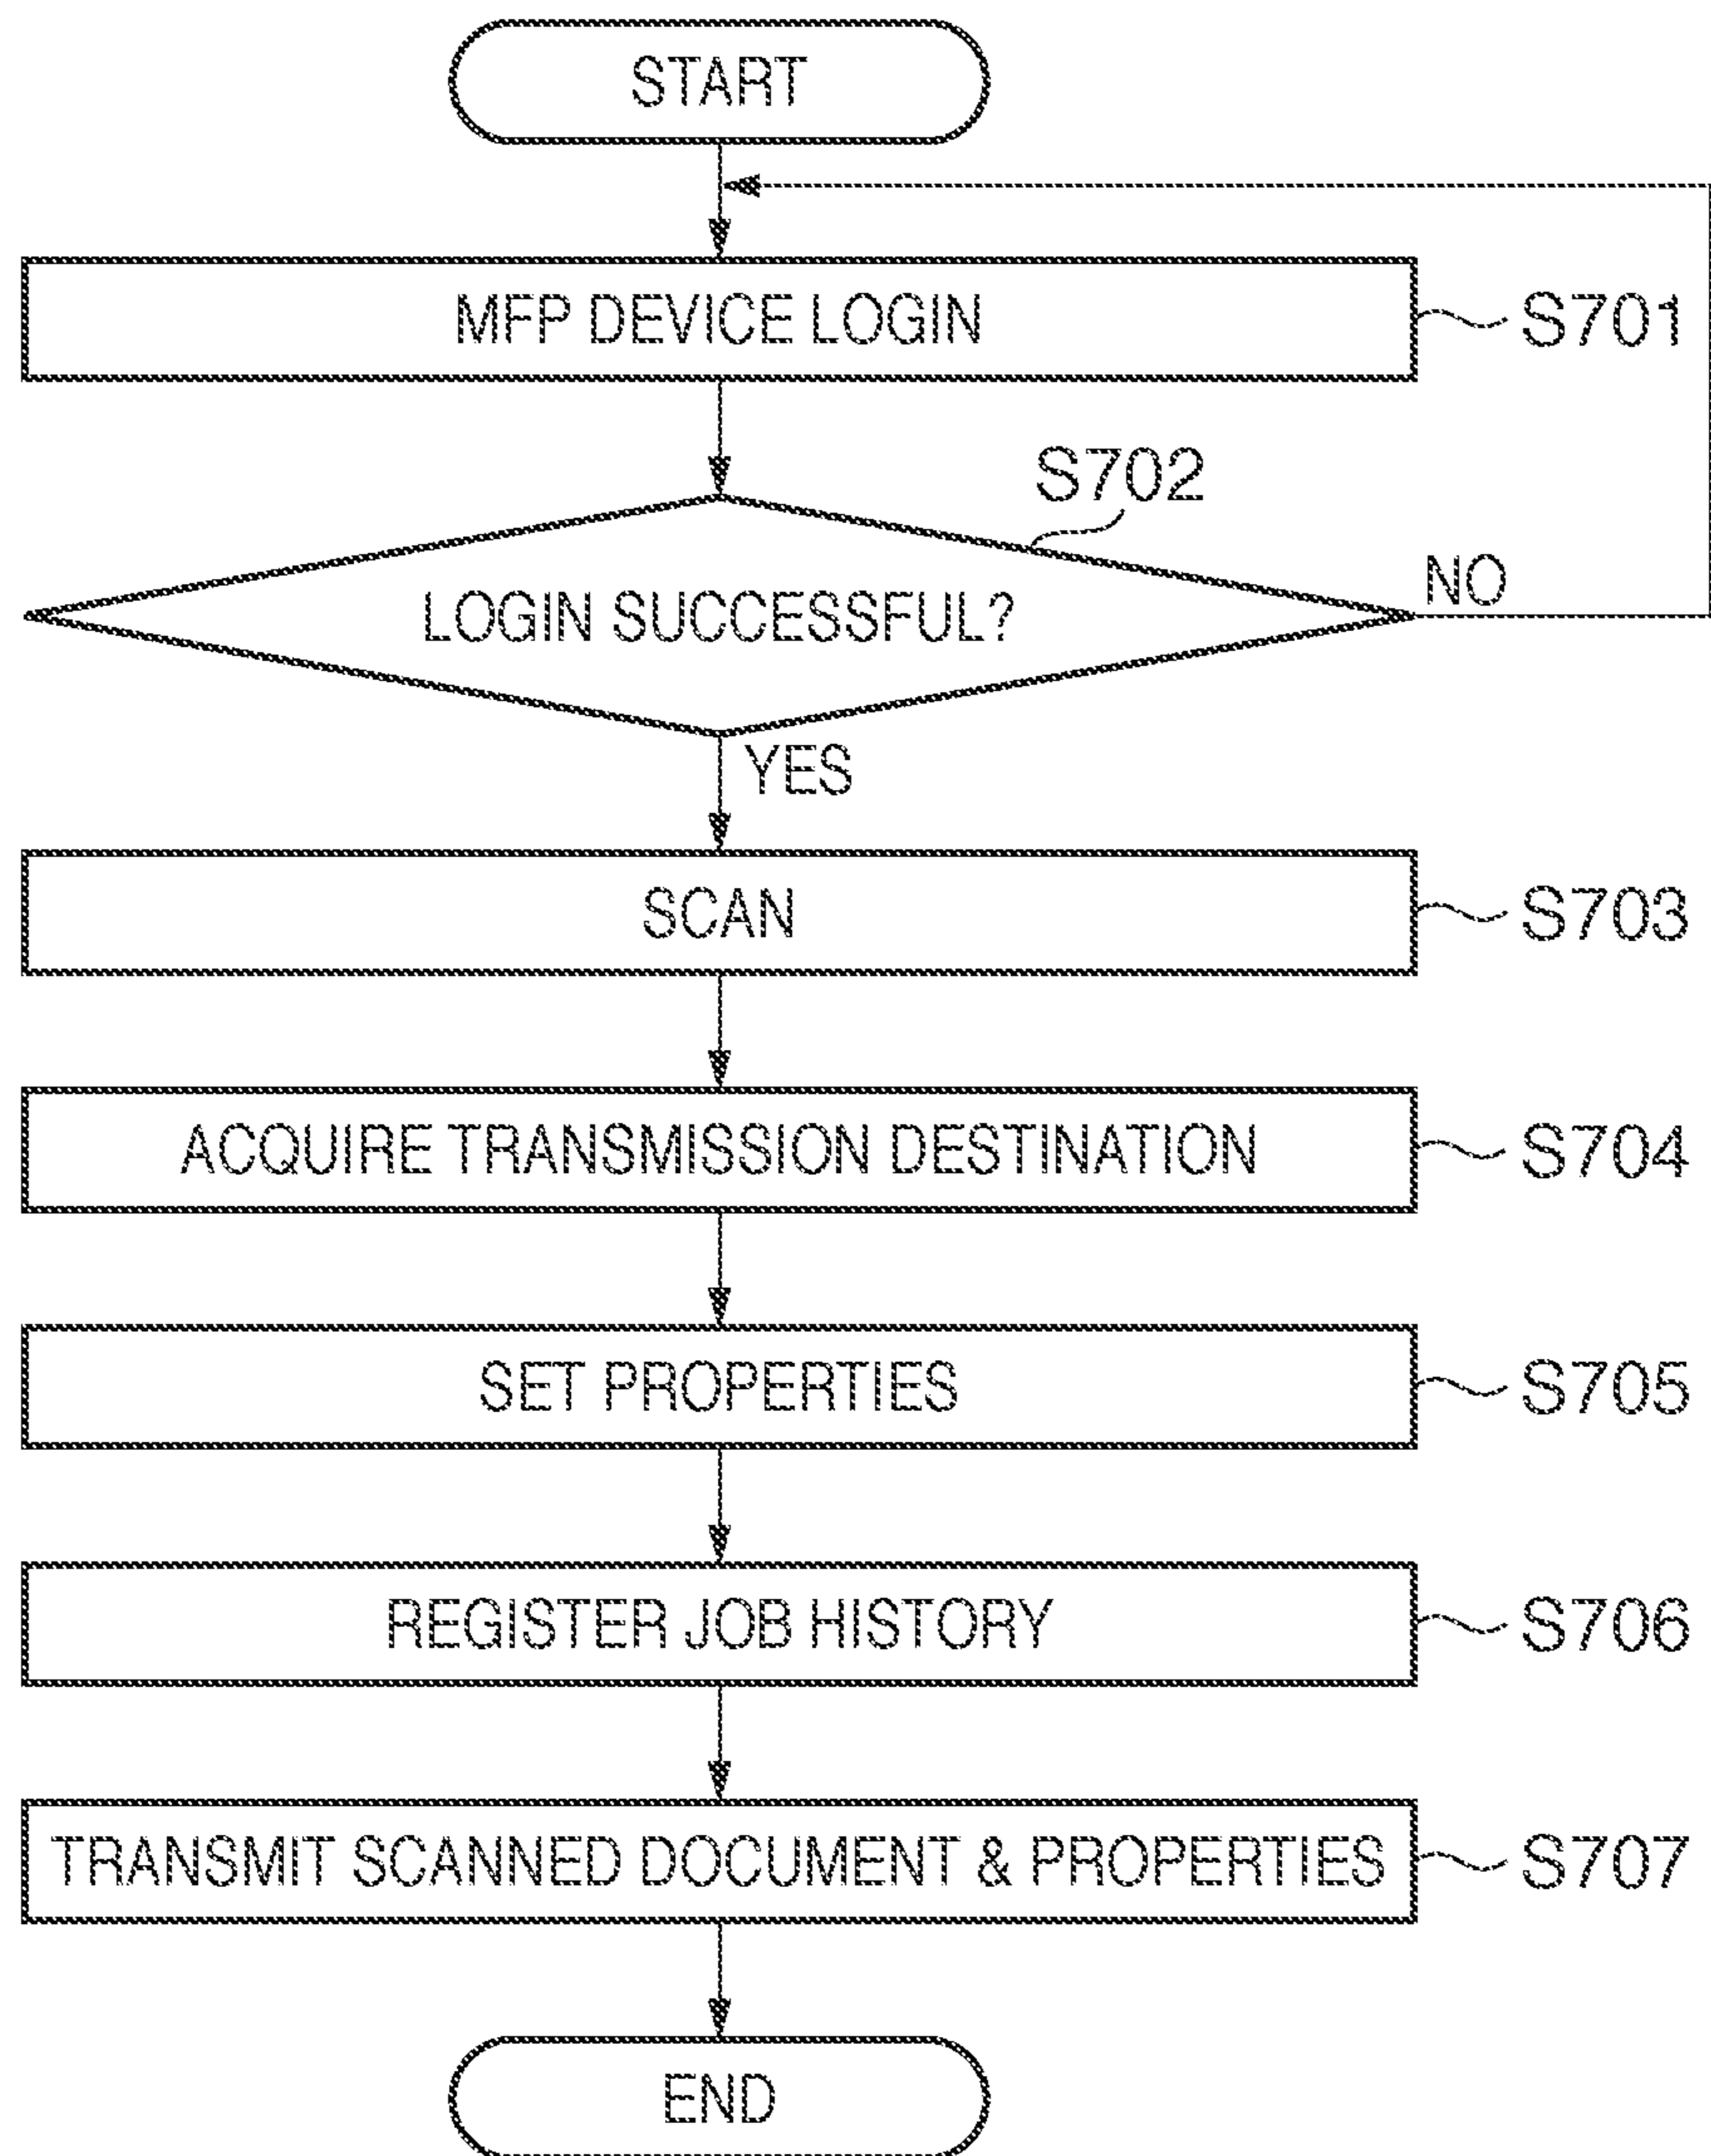 START
MFP DEVICE LOGIN
S701
S702
LOGIN SUCCESSFUL?
NO
YES
SCAN
S703
ACQUIRE TRANSMISSION DESTINATION
S704
SET PROPERTIES
S705
REGISTER JOB HISTORY
S706
TRANSMIT SCANNED DOCUMENT & PROPERTIES
S707
END